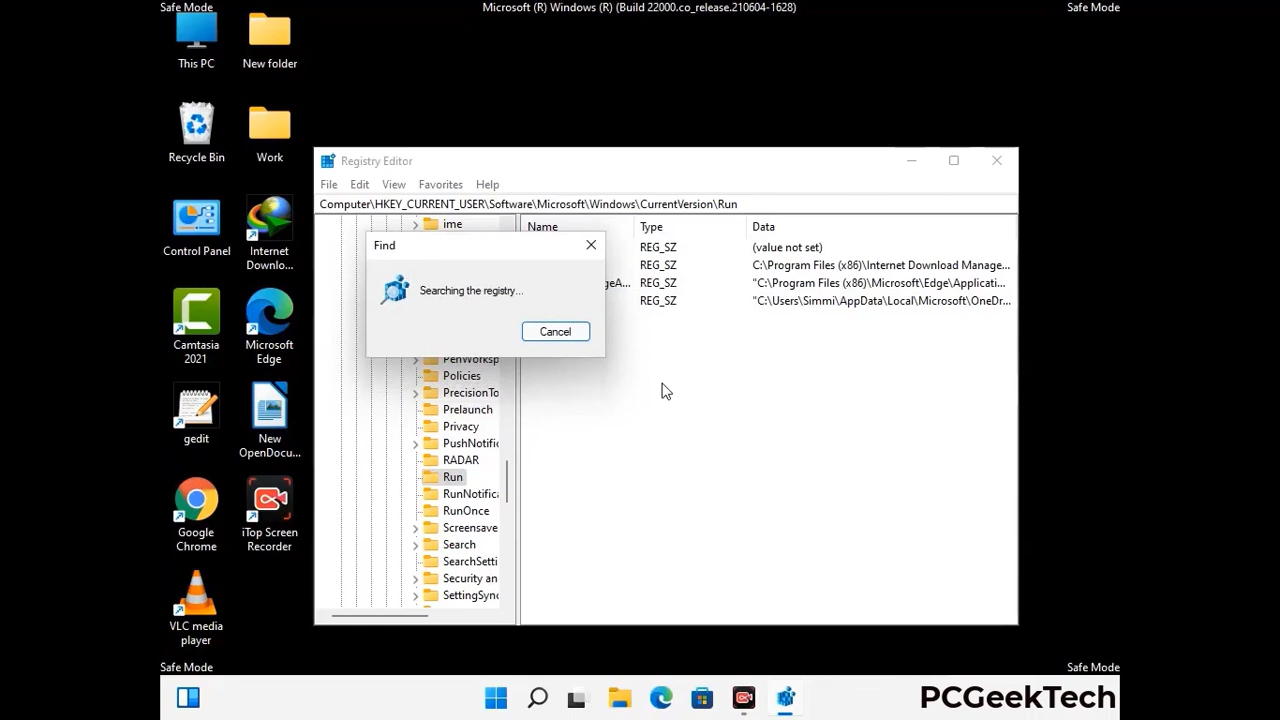 Safe Mode
Microsoft (R) Windows (R) (Build 22000.co_release.210604-1628)
Safe Mode
This PC
New folder
Recycle Bin
Work
Control Panel
Internet
Downlo...
Camtasia
2021
Microsoft
Edge
gedit
New
OpenDocu...
Google
Chrome
iTop Screen
Recorder
VLC media
player
Registry Editor
File Edit View Favorites Help
Computer\HKEY_CURRENT_USER\Software\Microsoft\Windows\CurrentVersion\Run
ime
PenWorksp
Policies
PrecisionTo
Prelaunch
Privacy
PushNotific
RADAR
Run
RunNotifica
RunOnce
Screensave
Search
SearchSetti
Security an
SettingSync
Name Type Data
REG_SZ (value not set)
REG_SZ C:\Program Files (x86)\Internet Download Manage...
geA... REG_SZ "C:\Program Files (x86)\Microsoft\Edge\Applicati...
REG_SZ "C:\Users\Simmi\AppData\Local\Microsoft\OneDr...
Find
Searching the registry...
Cancel
Safe Mode
Safe Mode
PCGeekTech